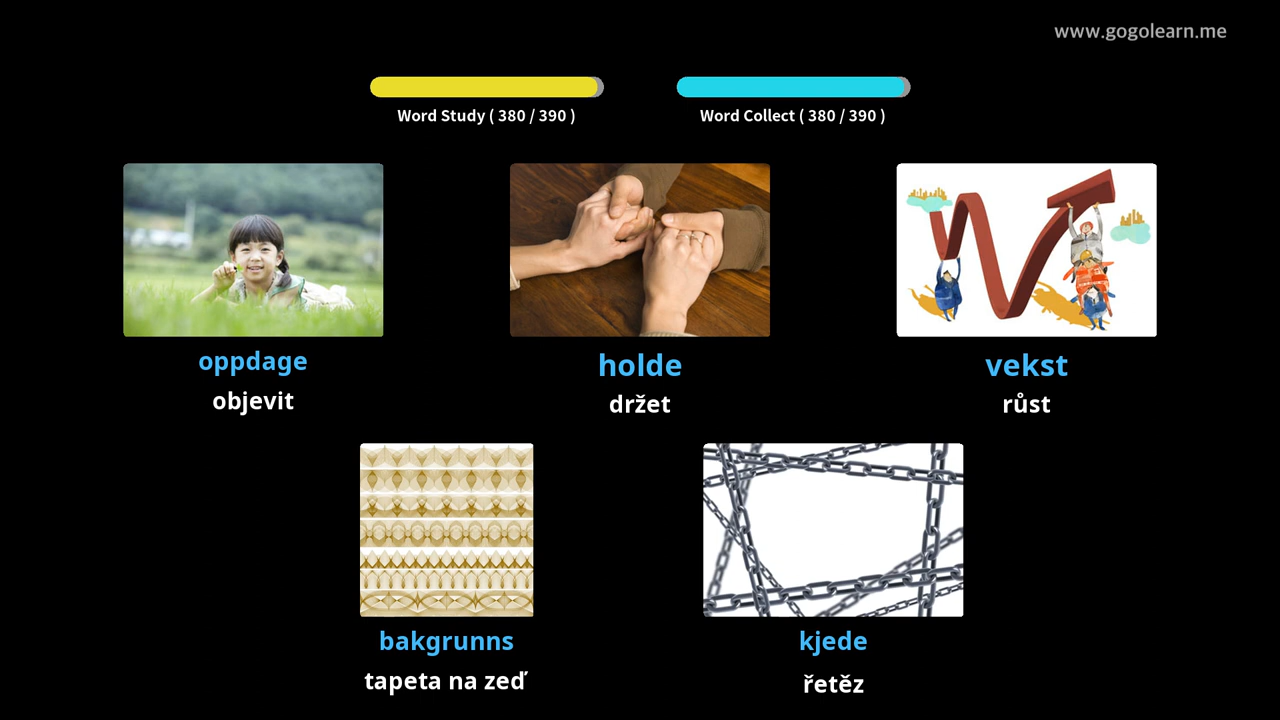 www.gogolearn.me
Word Study ( 380 / 390 )
Word Collect ( 380 / 390 )
oppdage
objevit
holde
držet
vekst
růst
bakgrunns
tapeta na zeď
kjede
řetěz